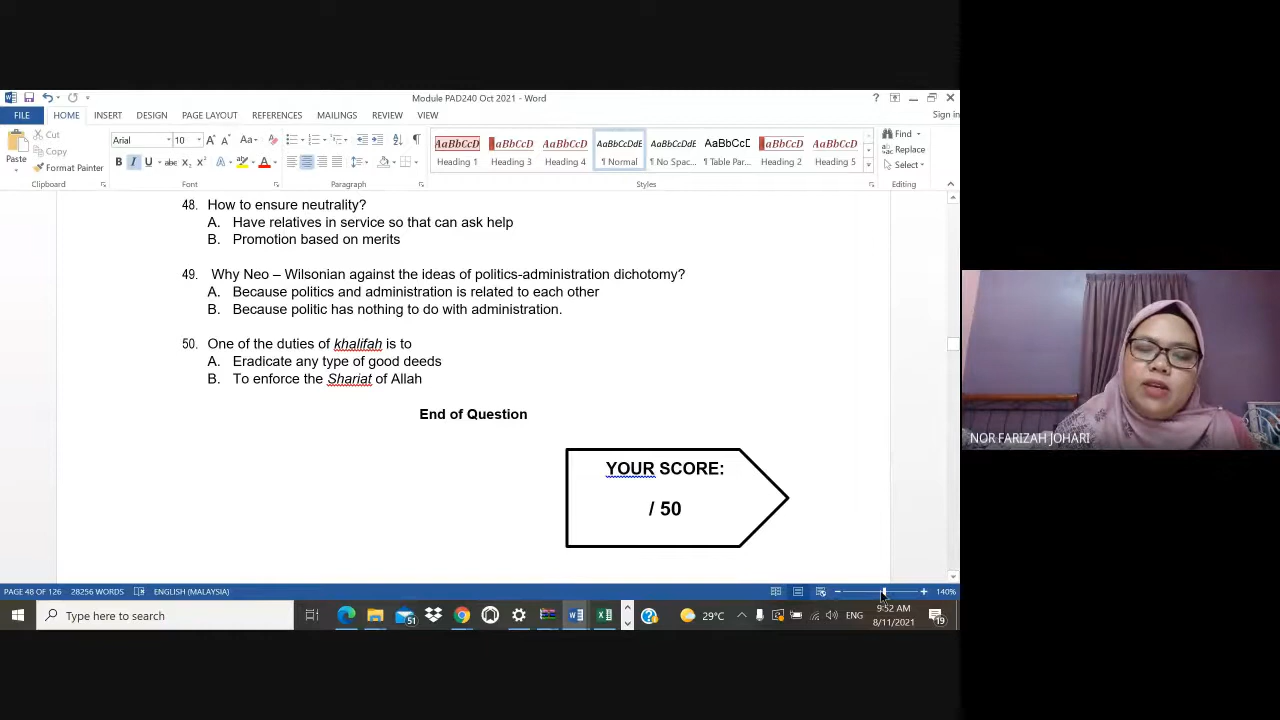 Module PAD240 Oct 2021 - Word
?
FILE HOME INSERT DESIGN PAGE LAYOUT REFERENCES MAILINGS REVIEW VIEW Sign in
Paste
Cut
Copy
Format Painter
Clipboard
Arial 10
Font
Paragraph
AaBbCcD AaBbCcD AaBbCcD AaBbCcDdE AaBbCcDdE AaBbCcD AaBbCcD AaBbCcD
Heading 1 Heading 3 Heading 4 ¶ Normal ¶ No Spac... ¶ Table Par... Heading 2 Heading 5
Styles
Find
Replace
Select
Editing
48. How to ensure neutrality?
A. Have relatives in service so that can ask help
B. Promotion based on merits
49. Why Neo – Wilsonian against the ideas of politics-administration dichotomy?
A. Because politics and administration is related to each other
B. Because politic has nothing to do with administration.
50. One of the duties of khalifah is to
A. Eradicate any type of good deeds
B. To enforce the Shariat of Allah
End of Question
YOUR SCORE:
/ 50
NOR FARIZAH JOHARI
PAGE 48 OF 126 28256 WORDS ENGLISH (MALAYSIA) 140%
Type here to search
51
29°C
ENG
9:52 AM
8/11/2021
19